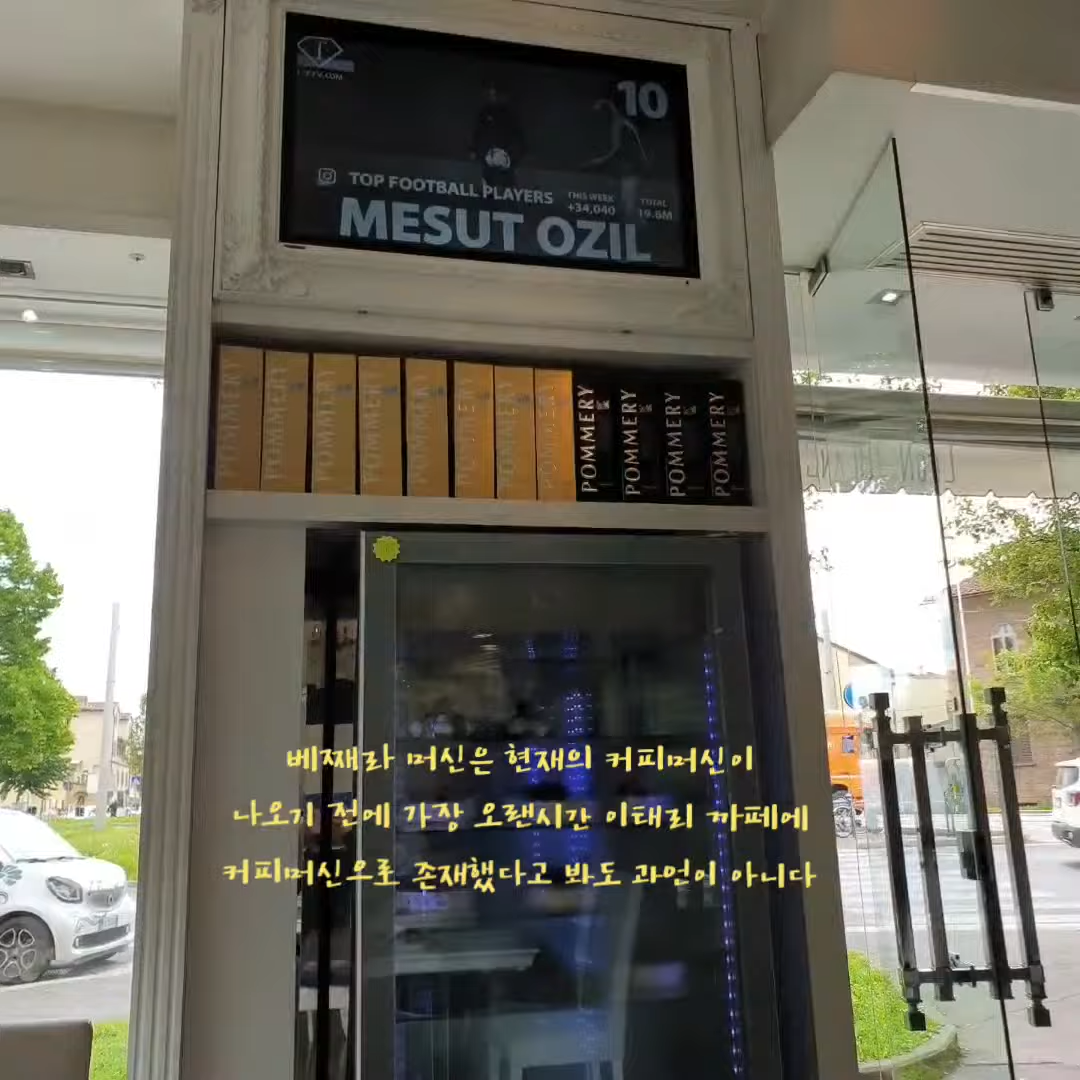 10
TOP FOOTBALL PLAYERS
THIS WEEK
+34,040
TOTAL
19.6M
MESUT OZIL
POMMERY POMMERY POMMERY POMMERY POMMERY POMMERY POMMERY POMMERY POMMERY POMMERY POMMERY POMMERY
베째라 머신은 현재의 커피머신이
나오기 전에 가장 오랜시간 이태리 까페에
커피머신으로 존재했다고 봐도 과언이 아니다